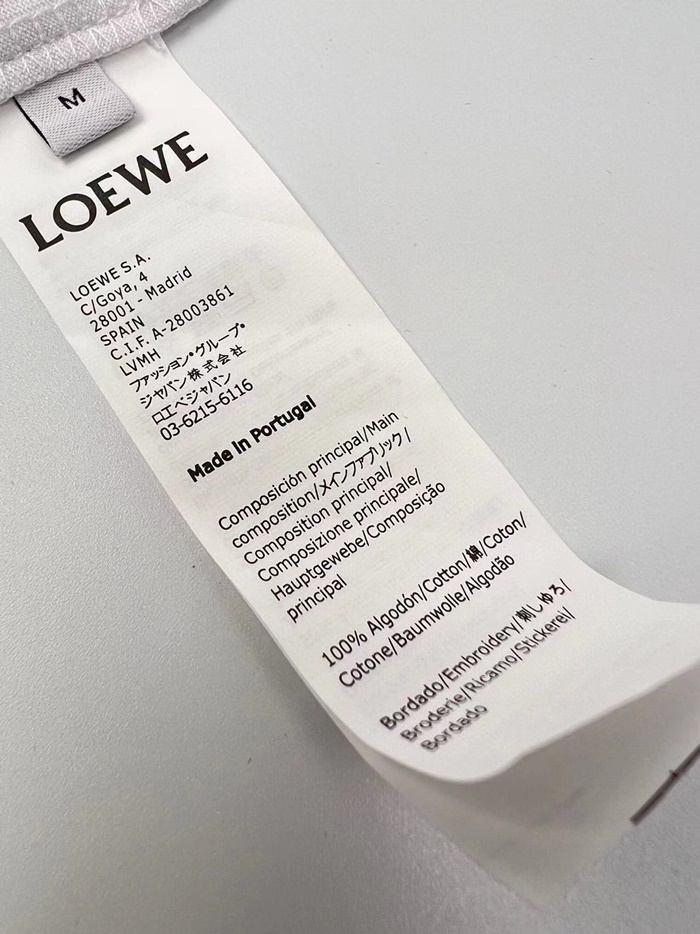 M
LOEWE
LOEWE S.A.
C/Goya, 4
28001 - Madrid
SPAIN
C.I.F. A-28003861
LVMH
ファッション・グループ・
ジャパン株式会社
ロエベジャパン
03-6215-6116
Made in Portugal
Composición principal/Main
composition/メインファブリック/
Composition principal/
Composizione principale/
Hauptgewebe/Composição
principal
100% Algodón/Cotton/綿/Coton/
Cotone/Baumwolle/Algodão
Bordado/Embroidery/刺しゅう/
Broderie/Ricamo/Stickerei/
Bordado